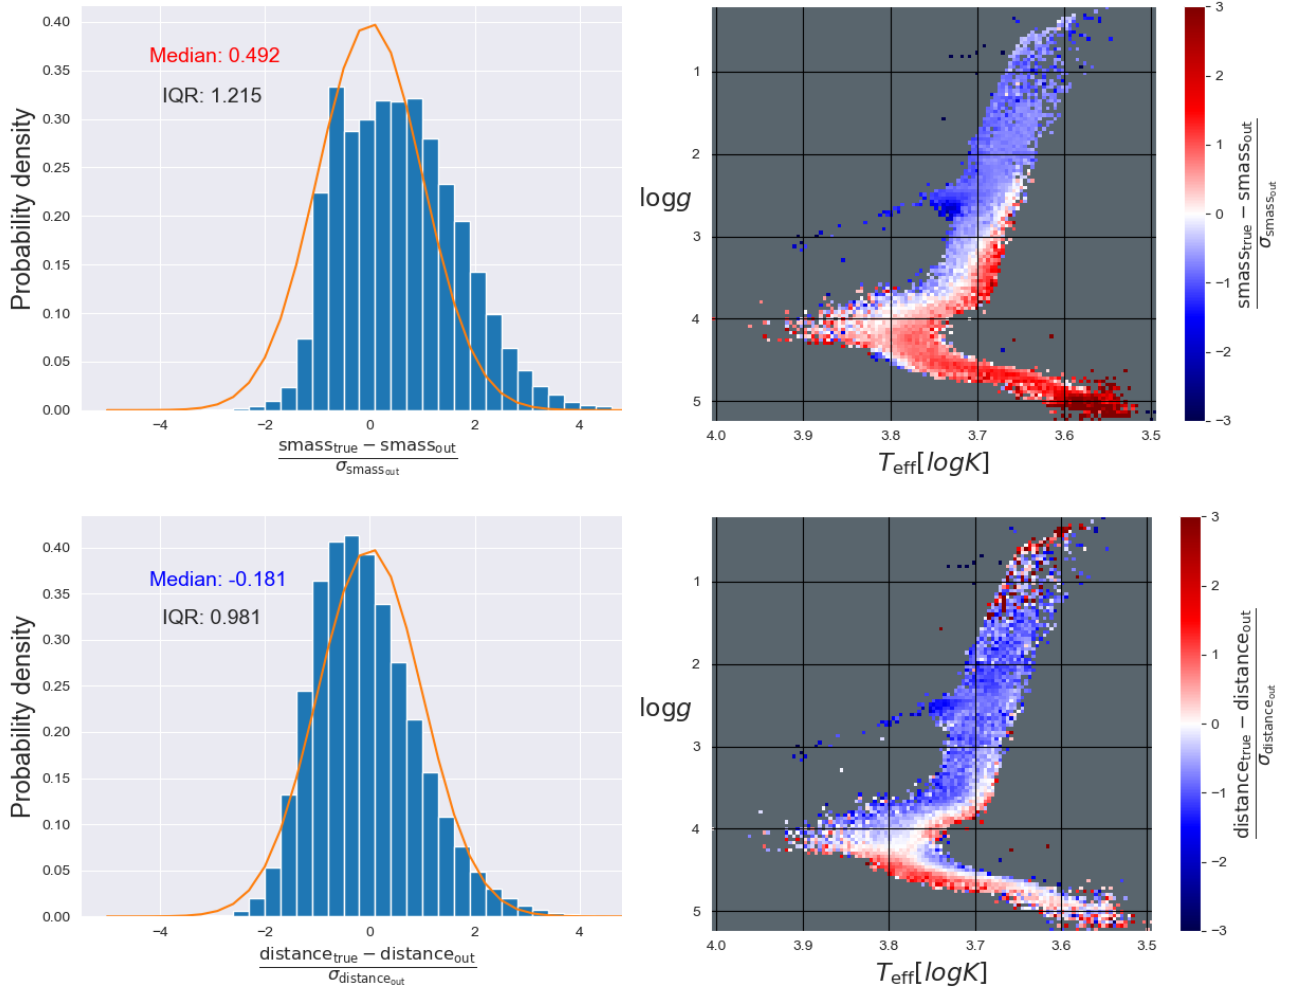 0.40
0.35
0.30
0.25
0.20
0.15
0.10
0.05
0.00
Probability density
Median: 0.492
IQR: 1.215
−4 −2 0 2 4
smass_true − smass_out
σ_smass_out
1
2
3
4
5
logg
4.0 3.9 3.8 3.7 3.6 3.5
T_eff[logK]
3
2
1
0
−1
−2
−3
smass_true − smass_out
σ_smass_out
0.40
0.35
0.30
0.25
0.20
0.15
0.10
0.05
0.00
Probability density
Median: -0.181
IQR: 0.981
−4 −2 0 2 4
distance_true − distance_out
σ_distance_out
1
2
3
4
5
logg
4.0 3.9 3.8 3.7 3.6 3.5
T_eff[logK]
3
2
1
0
−1
−2
−3
distance_true − distance_out
σ_distance_out